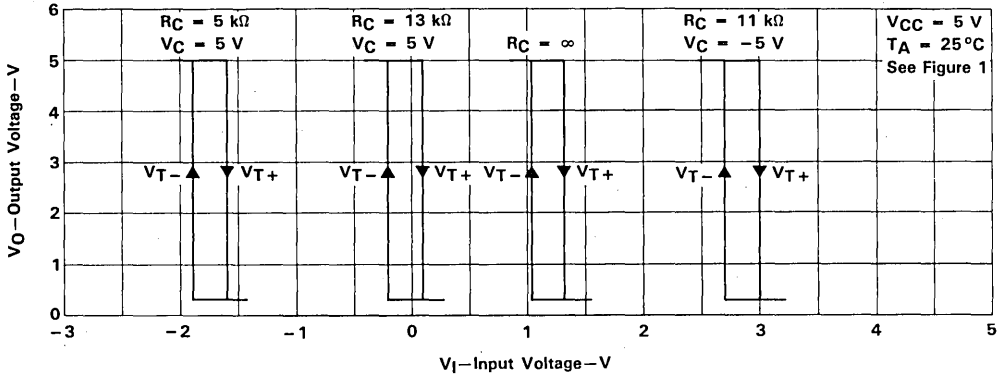 RC = 5 kΩ
VC = 5 V
RC = 13 kΩ
VC = 5 V
RC = ∞
RC = 11 kΩ
VC = −5 V
VCC = 5 V
TA = 25°C
See Figure 1
6
5
4
3
2
1
0
VO−Output Voltage−V
VT−
VT+
VT−
VT+
VT−
VT+
VT−
VT+
−3
−2
−1
0
1
2
3
4
5
VI−Input Voltage−V